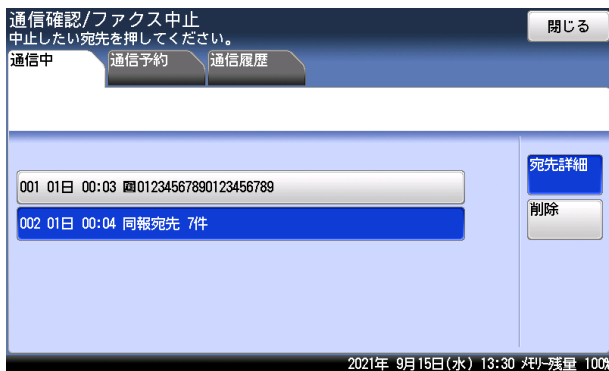 通信確認/ファクス中止
中止したい宛先を押してください。
閉じる
通信中 通信予約 通信履歴
宛先詳細
001 01日 00:03 01234567890123456789
002 01日 00:04 同報宛先 7件
削除
2021年 9月15日(水) 13:30 ﾒﾓﾘｰ残量 100%